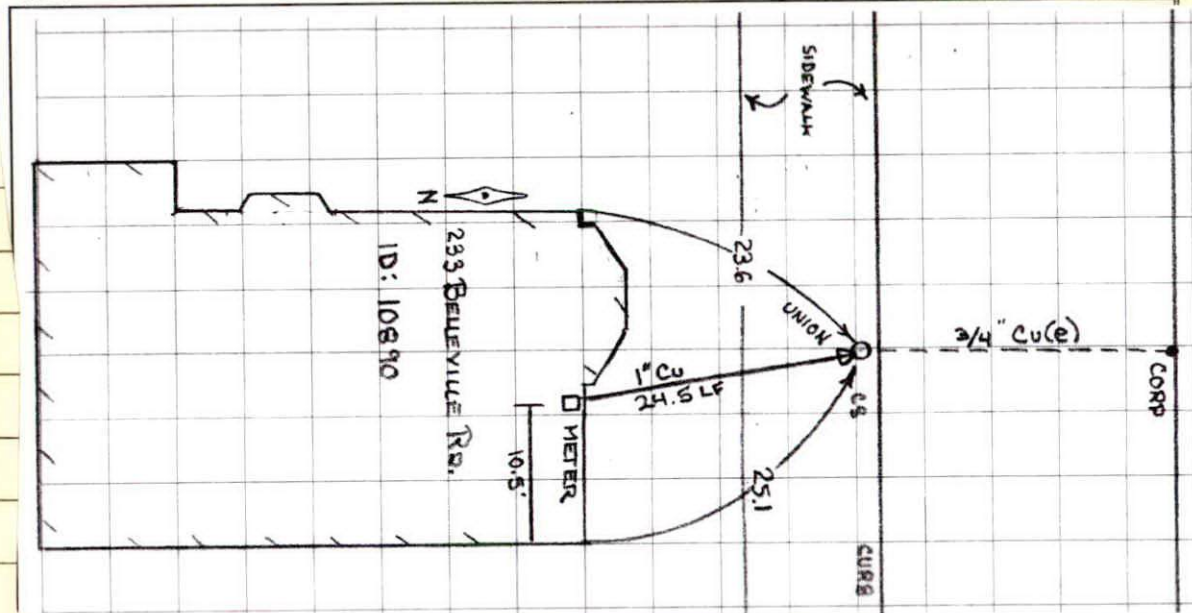 SIDEWALK
N
233 BELLEVILLE RD.
ID: 10890
23.6
UNION
3/4" CU(e)
CORP
1" CU
24.5 LF
CS
METER
10.5'
25.1
CURB